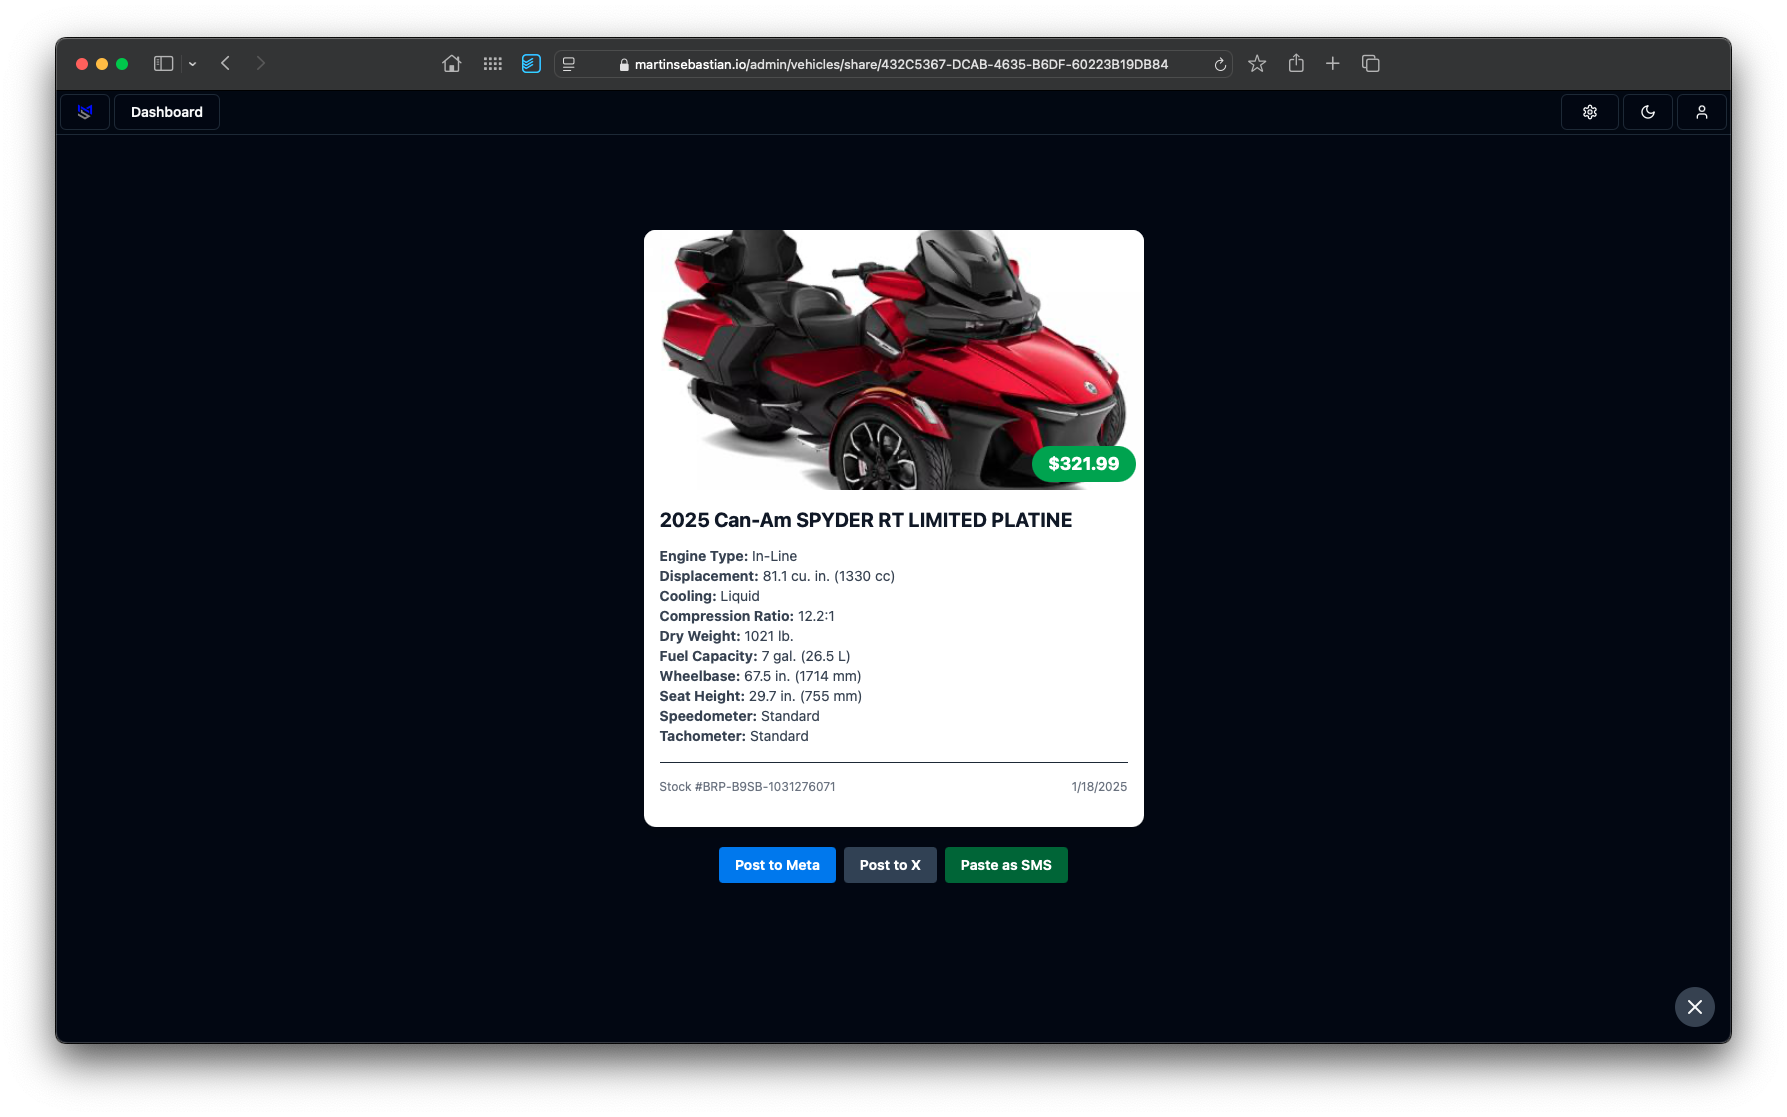 martinsebastian.io/admin/vehicles/share/432C5367-DCAB-4635-B6DF-60223B19DB84
Dashboard
$321.99
2025 Can-Am SPYDER RT LIMITED PLATINE
Engine Type: In-Line
Displacement: 81.1 cu. in. (1330 cc)
Cooling: Liquid
Compression Ratio: 12.2:1
Dry Weight: 1021 lb.
Fuel Capacity: 7 gal. (26.5 L)
Wheelbase: 67.5 in. (1714 mm)
Seat Height: 29.7 in. (755 mm)
Speedometer: Standard
Tachometer: Standard
Stock #BRP-B9SB-1031276071 1/18/2025
Post to Meta Post to X Paste as SMS